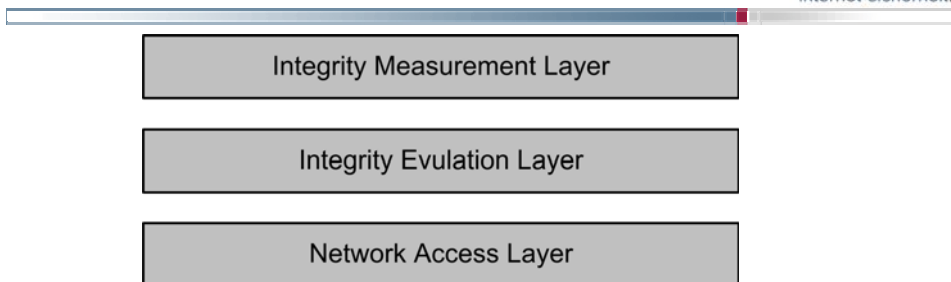 Integrity Measurement Layer
Integrity Evulation Layer
Network Access Layer